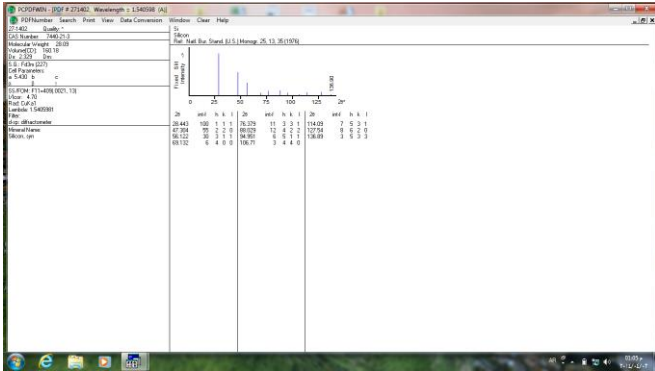 PCPDFWIN - [PDF # 271402, Wavelength = 1.540598 (A)]
PDFNumber Search Print View Data Conversion Window Clear Help
27-1402 Quality: *
CAS Number: 7440-21-3
Molecular Weight: 28.09
Volume[CD]: 160.18
Dx: 2.329 Dm:
S.G.: Fd3m (227)
Cell Parameters:
a 5.430 b c
SS/FOM: F11=409(.0021, 13)
I/Icor: 4.70
Rad: CuKa1
Lambda: 1.5405981
Filter:
d-sp: diffractometer
Mineral Name:
Silicon, syn
Si
Silicon
Ref: Natl. Bur. Stand. (U.S.) Monogr. 25, 13, 35 (1976)
Fixed Slit
Intensity
136.90
0 25 50 75 100 125 2θ°
2θ int-f h k l 2θ int-f h k l 2θ int-f h k l
28.443 100 1 1 1 76.379 11 3 3 1 114.09 7 5 3 1
47.304 55 2 2 0 88.029 12 4 2 2 127.54 8 6 2 0
56.122 30 3 1 1 94.951 6 5 1 1 136.89 3 5 3 3
69.132 6 4 0 0 106.71 3 4 4 0